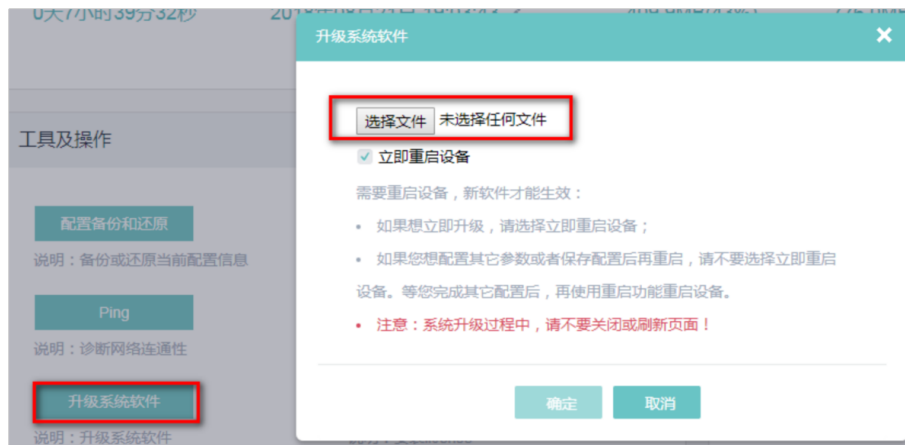 0天7小时39分32秒
升级系统软件
工具及操作
选择文件 未选择任何文件
立即重启设备
需要重启设备，新软件才能生效：
• 如果想立即升级，请选择立即重启设备；
• 如果您想配置其它参数或者保存配置后再重启，请不要选择立即重启
设备。等您完成其它配置后，再使用重启功能重启设备。
• 注意：系统升级过程中，请不要关闭或刷新页面！
确定 取消
配置备份和还原
说明：备份或还原当前配置信息
Ping
说明：诊断网络连通性
升级系统软件
说明：升级系统软件